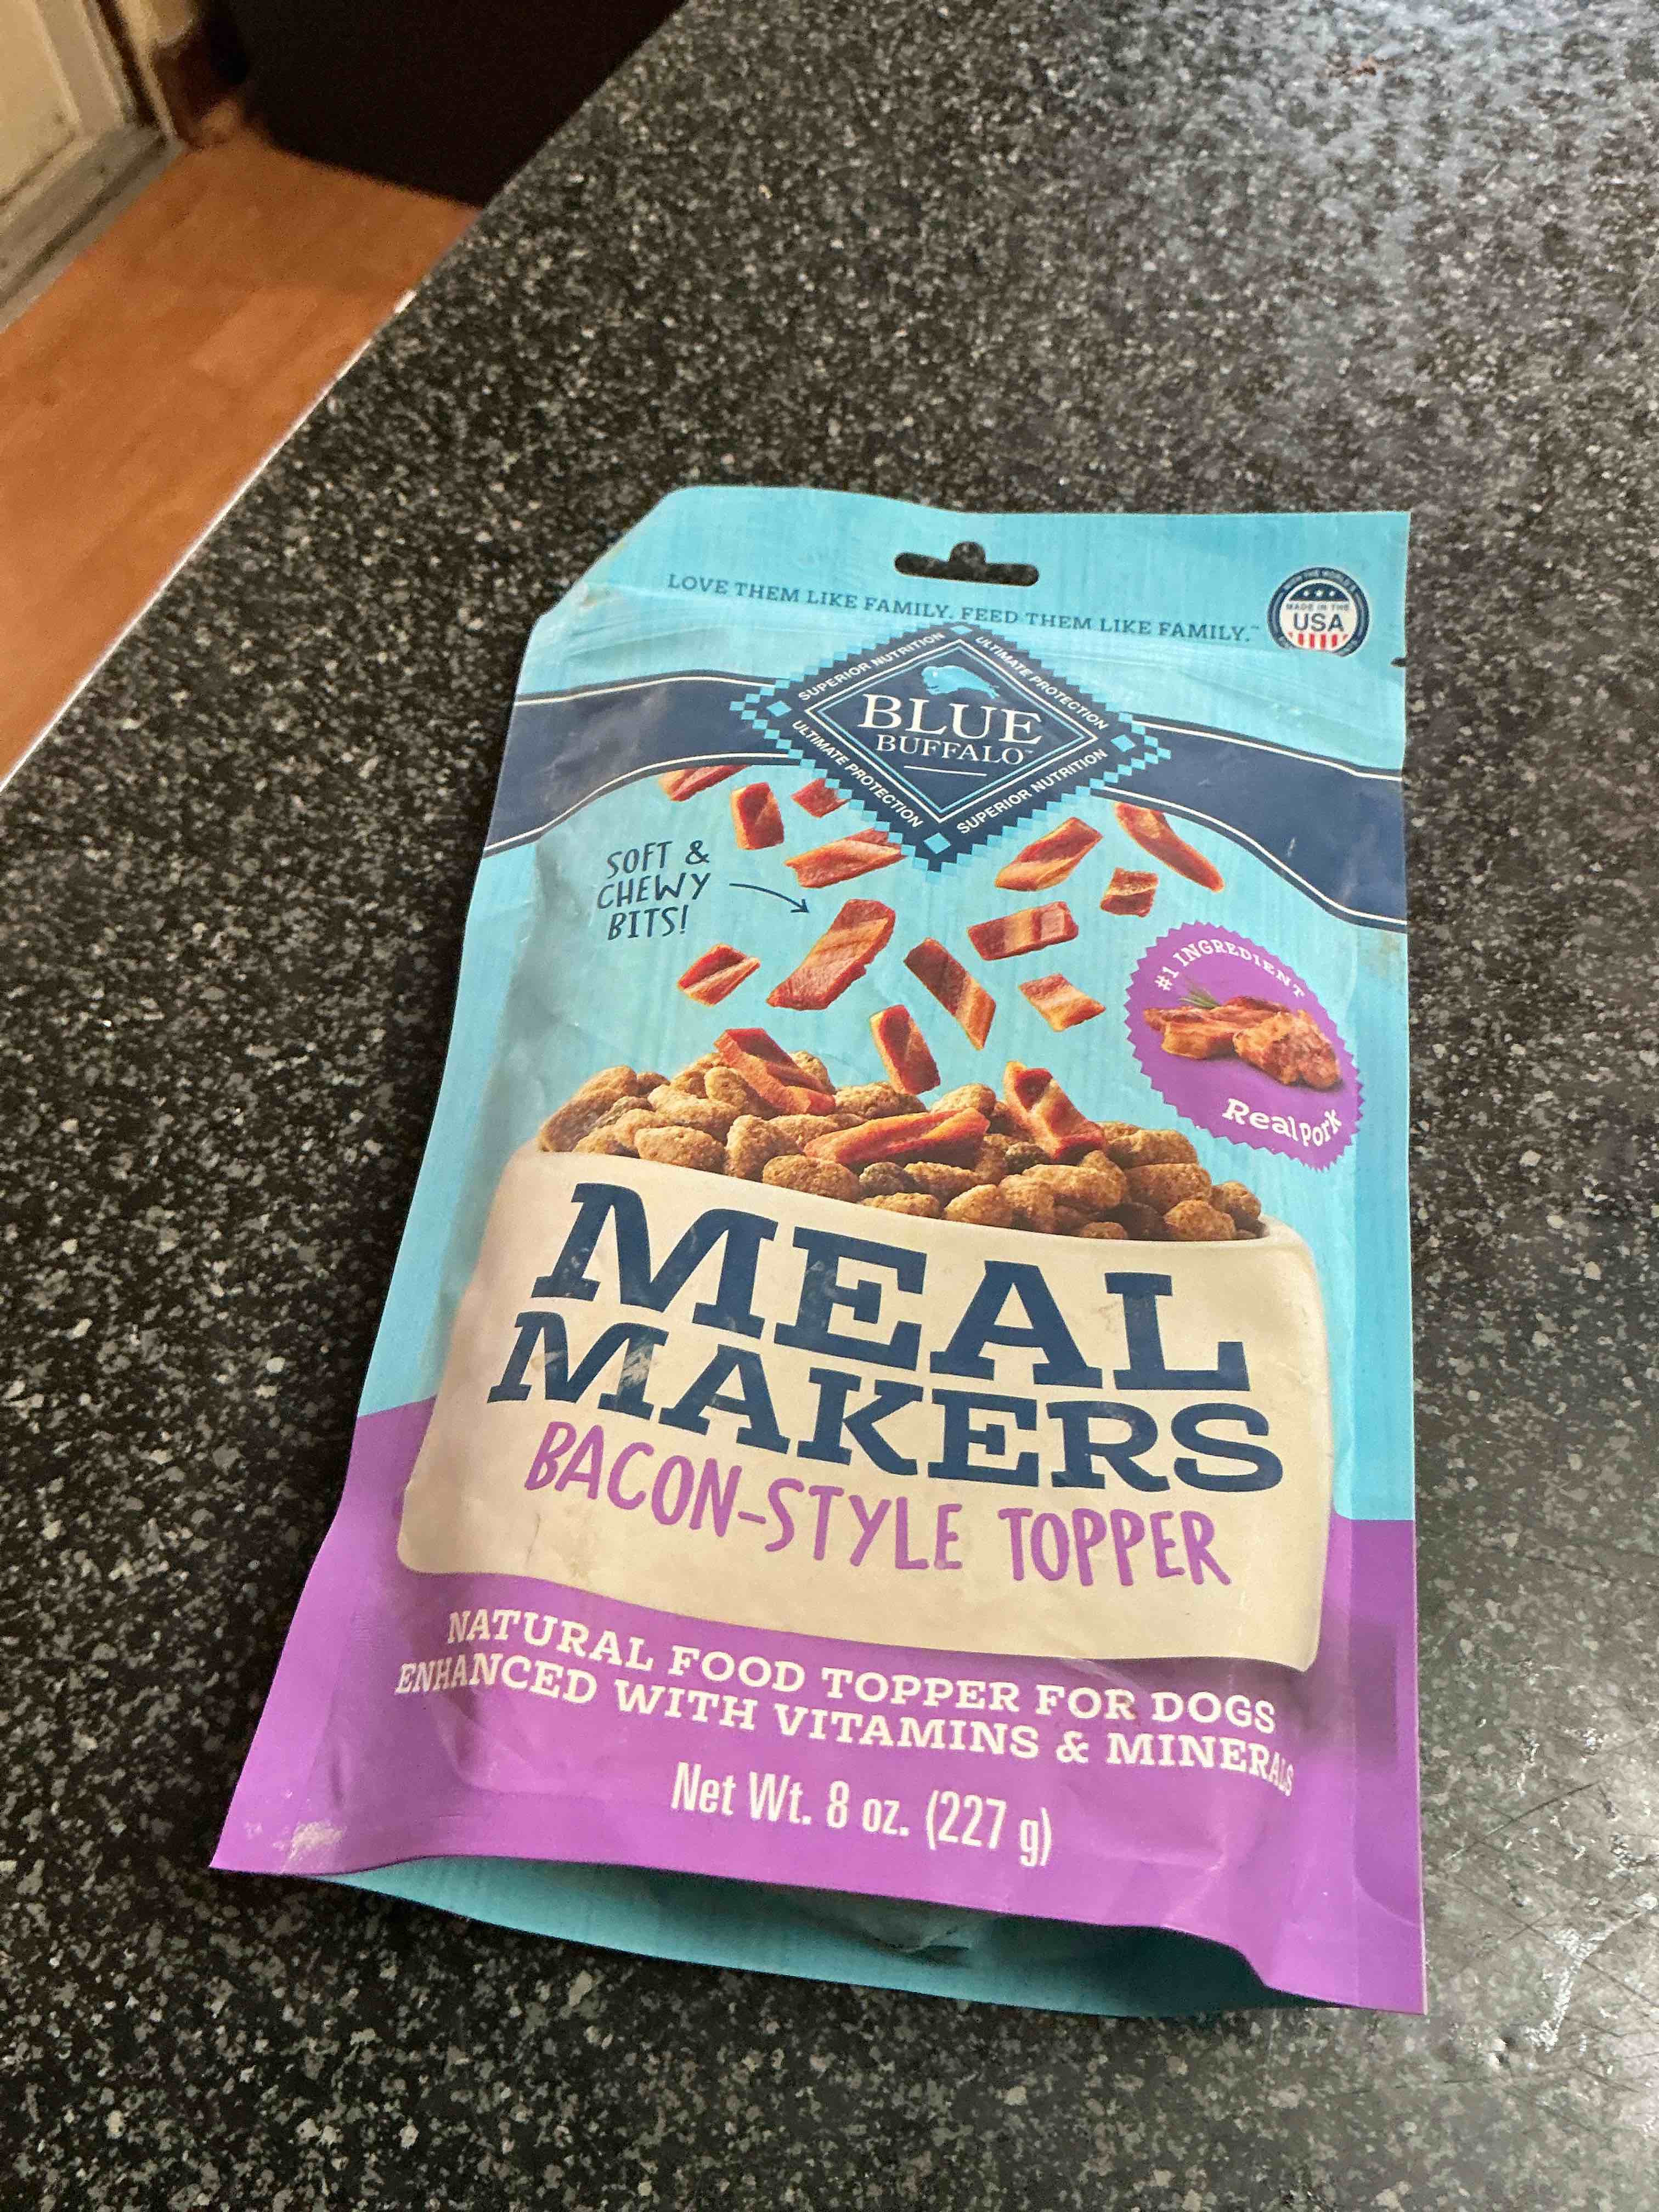 LOVE THEM LIKE FAMILY. FEED THEM LIKE FAMILY.™
MADE IN THE
USA
SUPERIOR NUTRITION
ULTIMATE PROTECTION
BLUE
BUFFALO™
ULTIMATE PROTECTION
SUPERIOR NUTRITION
SOFT &
CHEWY
BITS!
#1 INGREDIENT
Real Pork
MEAL
MAKERS
BACON-STYLE TOPPER
NATURAL FOOD TOPPER FOR DOGS
ENHANCED WITH VITAMINS & MINERALS
Net Wt. 8 oz. (227 g)